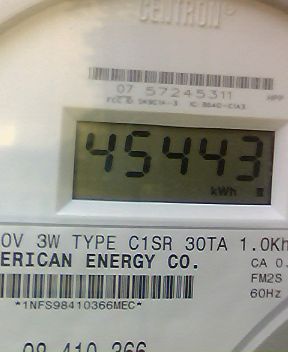 CENTRON®
07 57245311
HPP
45443
kWh
0V 3W TYPE C1SR 30TA 1.0Kh
ERICAN ENERGY CO.
CA 0.
FM2S
60Hz
*1NFS98410366MEC*
98 410 366